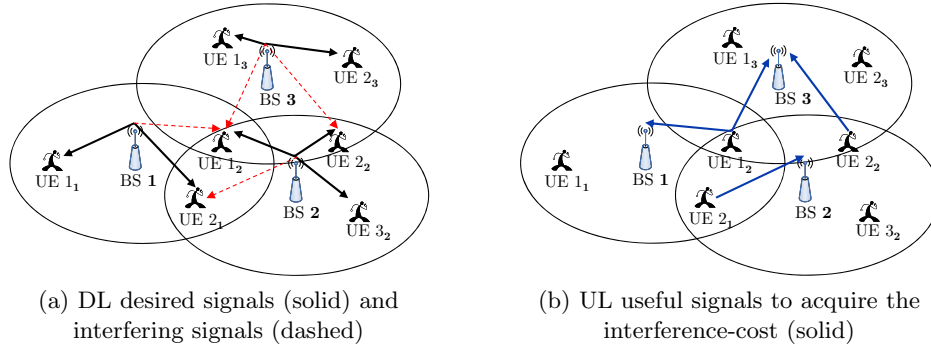 UE 1₃
UE 2₃
BS 3
UE 1₁
BS 1
UE 1₂
UE 2₂
UE 2₁
BS 2
UE 3₂
(a) DL desired signals (solid) and
interfering signals (dashed)
UE 1₃
UE 2₃
BS 3
UE 1₁
BS 1
UE 1₂
UE 2₂
UE 2₁
BS 2
UE 3₂
(b) UL useful signals to acquire the
interference-cost (solid)